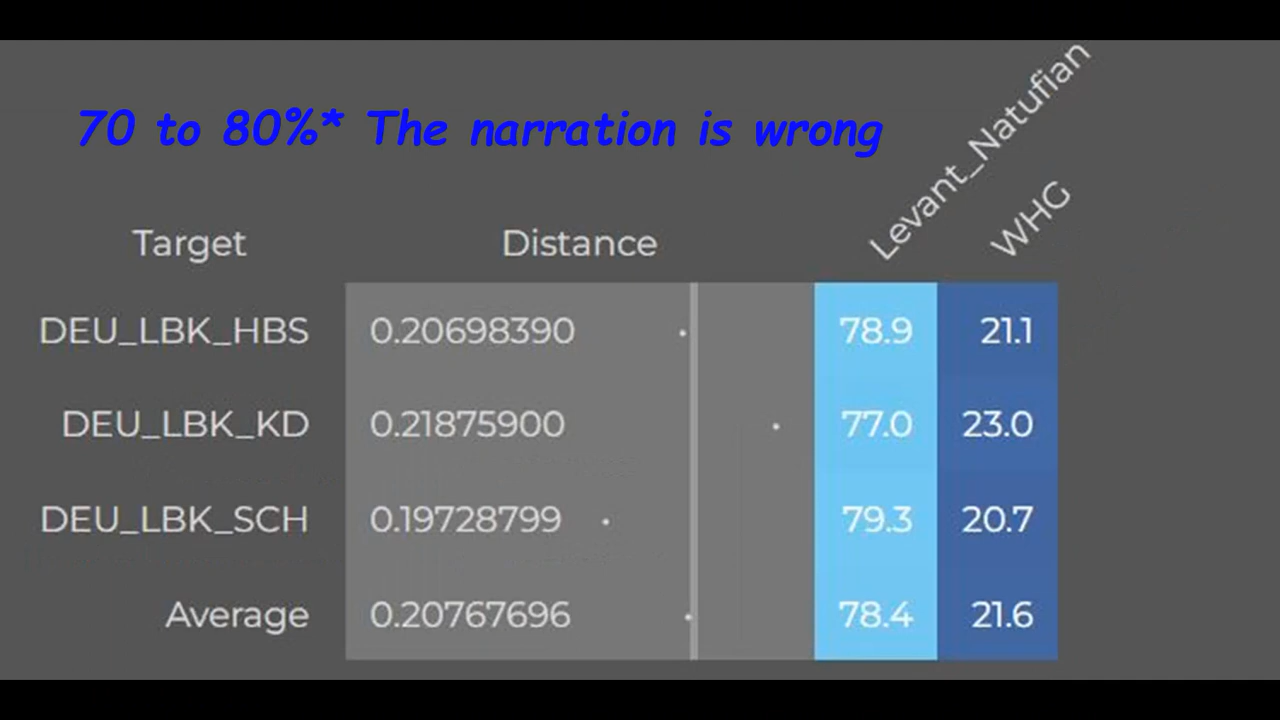 70 to 80%* The narration is wrong
Target Distance Levant_Natufian WHG
DEU_LBK_HBS 0.20698390 78.9 21.1
DEU_LBK_KD 0.21875900 77.0 23.0
DEU_LBK_SCH 0.19728799 79.3 20.7
Average 0.20767696 78.4 21.6